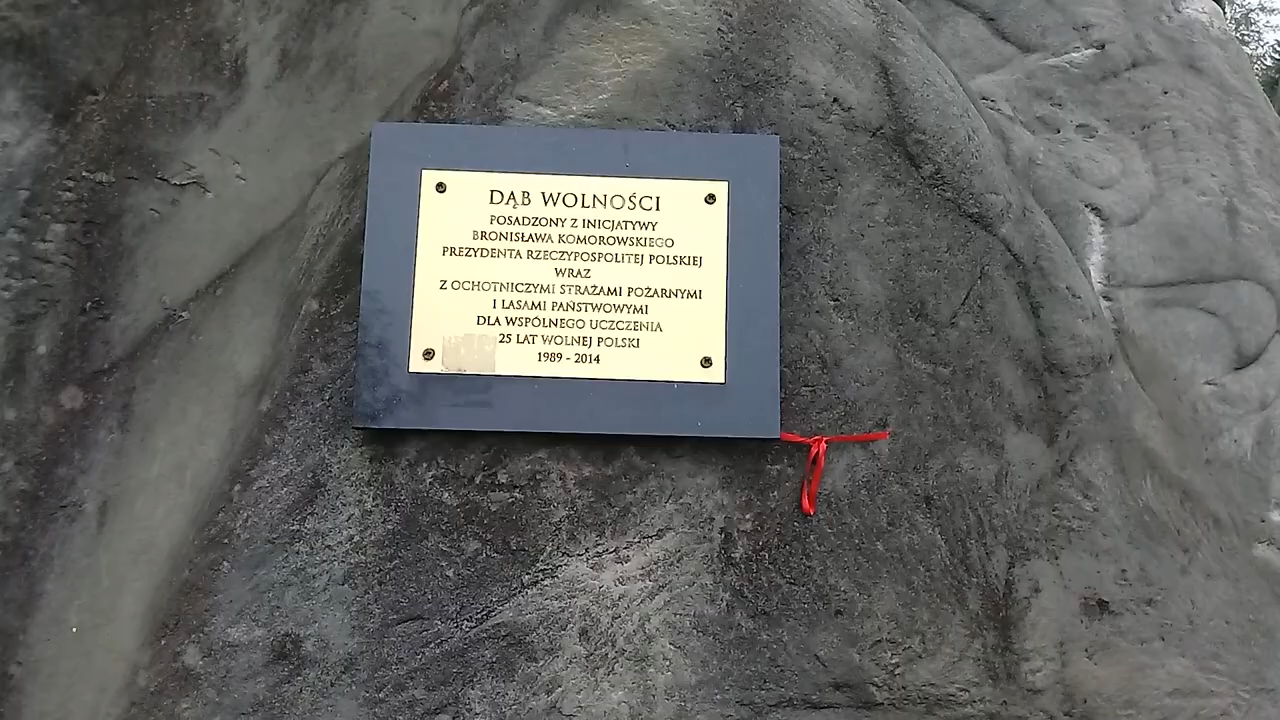 DĄB WOLNOŚCI
POSADZONY Z INICJATYWY
BRONISŁAWA KOMOROWSKIEGO
PREZYDENTA RZECZYPOSPOLITEJ POLSKIEJ
WRAZ
Z OCHOTNICZYMI STRAŻAMI POŻARNYMI
I LASAMI PAŃSTWOWYMI
DLA WSPÓLNEGO UCZCZENIA
25 LAT WOLNEJ POLSKI
1989 - 2014